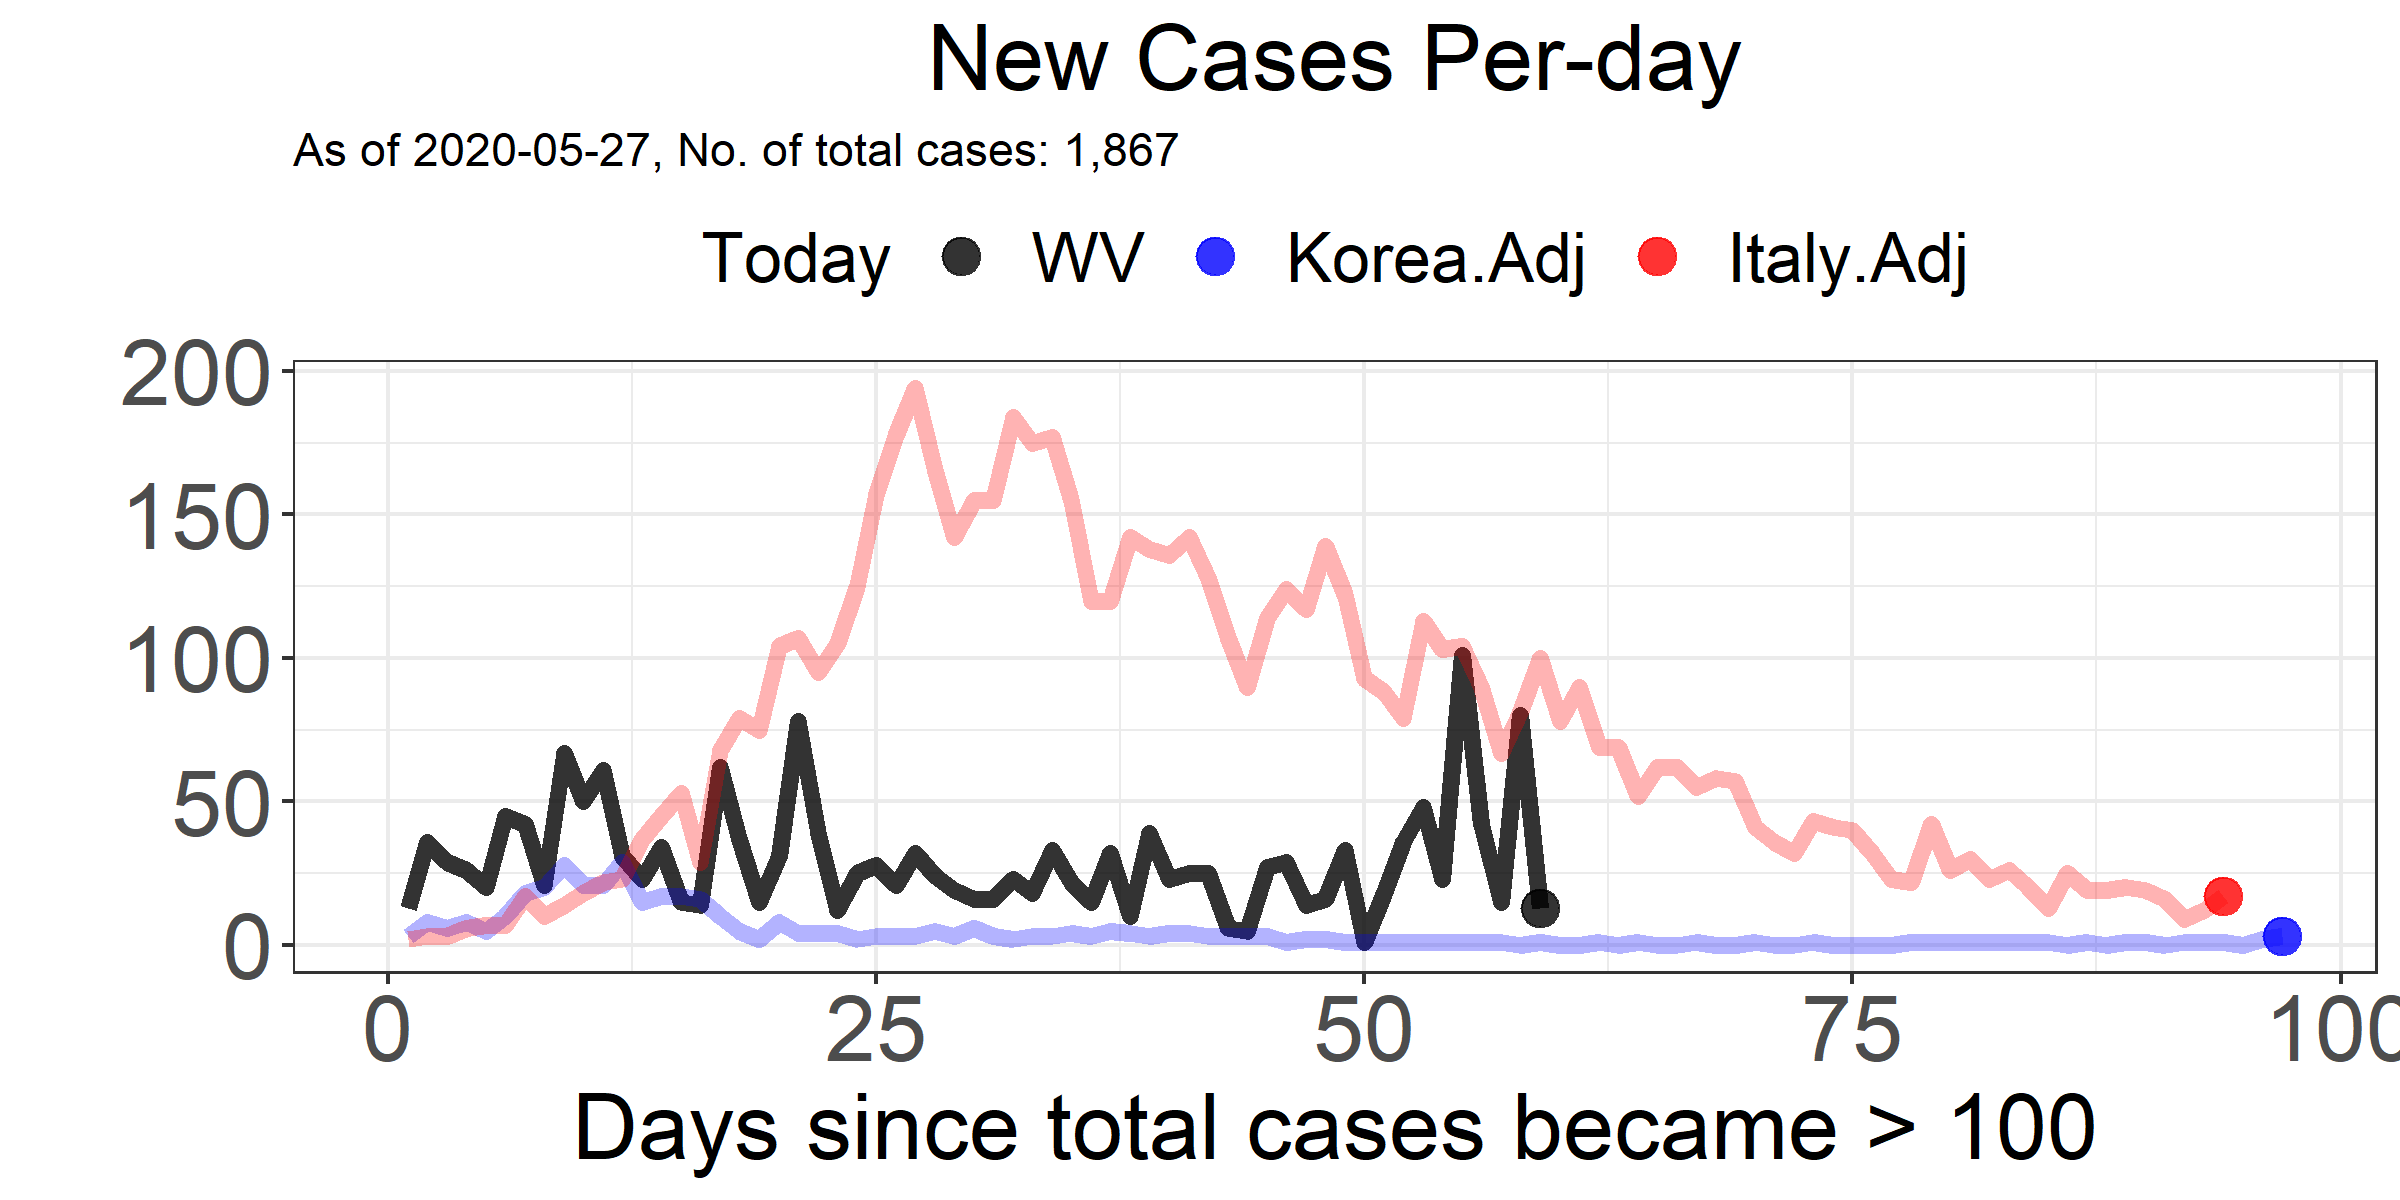 New Cases Per-day
As of 2020-05-27, No. of total cases: 1,867
Today WV Korea.Adj Italy.Adj
200
150
100
50
0
0 25 50 75 100
Days since total cases became > 100